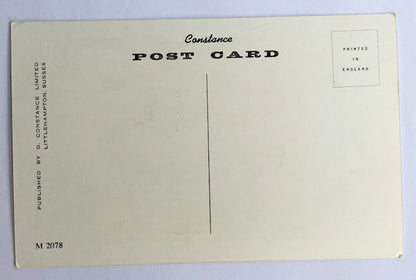 Constance
POST CARD
PRINTED
IN
ENGLAND
PUBLISHED BY D. CONSTANCE LIMITED
LITTLEHAMPTON, SUSSEX
M 2078